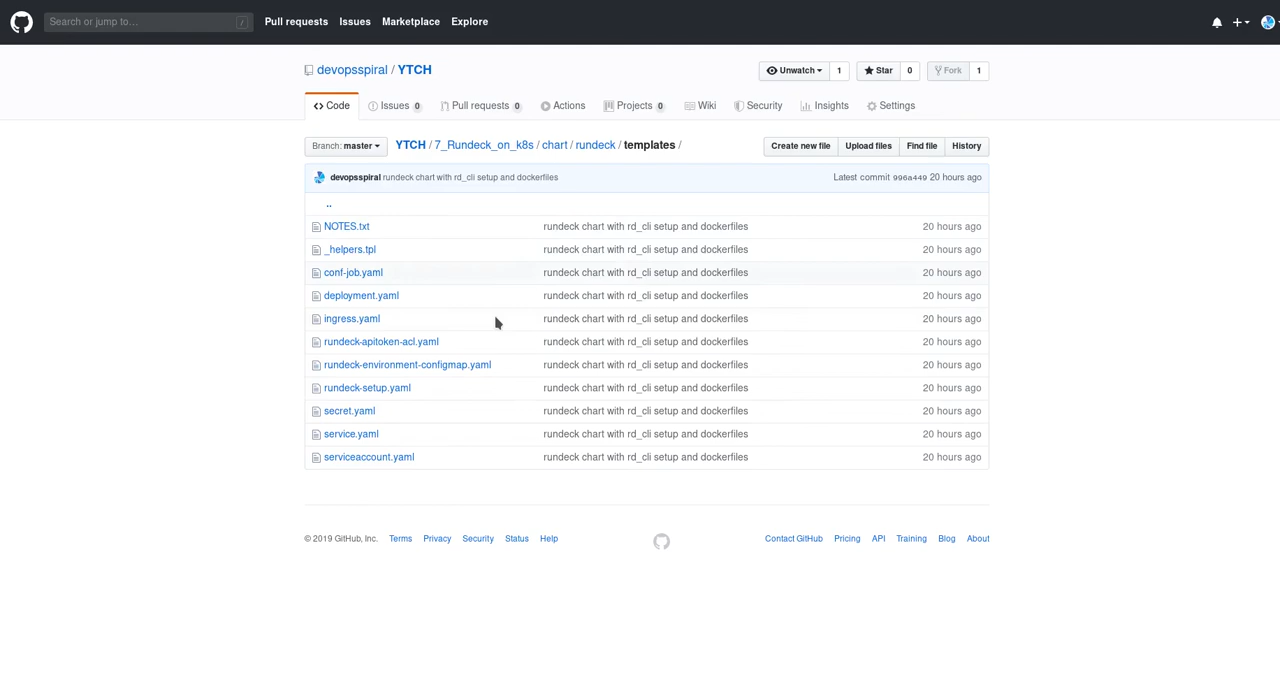 Search or jump to... / Pull requests Issues Marketplace Explore
devopsspiral / YTCH Unwatch 1 Star 0 Fork 1
Code Issues 0 Pull requests 0 Actions Projects 0 Wiki Security Insights Settings
Branch: master YTCH / 7_Rundeck_on_k8s / chart / rundeck / templates / Create new file Upload files Find file History
devopsspiral rundeck chart with rd_cli setup and dockerfiles Latest commit 996a449 20 hours ago
..
NOTES.txt rundeck chart with rd_cli setup and dockerfiles 20 hours ago
_helpers.tpl rundeck chart with rd_cli setup and dockerfiles 20 hours ago
conf-job.yaml rundeck chart with rd_cli setup and dockerfiles 20 hours ago
deployment.yaml rundeck chart with rd_cli setup and dockerfiles 20 hours ago
ingress.yaml rundeck chart with rd_cli setup and dockerfiles 20 hours ago
rundeck-apitoken-acl.yaml rundeck chart with rd_cli setup and dockerfiles 20 hours ago
rundeck-environment-configmap.yaml rundeck chart with rd_cli setup and dockerfiles 20 hours ago
rundeck-setup.yaml rundeck chart with rd_cli setup and dockerfiles 20 hours ago
secret.yaml rundeck chart with rd_cli setup and dockerfiles 20 hours ago
service.yaml rundeck chart with rd_cli setup and dockerfiles 20 hours ago
serviceaccount.yaml rundeck chart with rd_cli setup and dockerfiles 20 hours ago
© 2019 GitHub, Inc. Terms Privacy Security Status Help Contact GitHub Pricing API Training Blog About